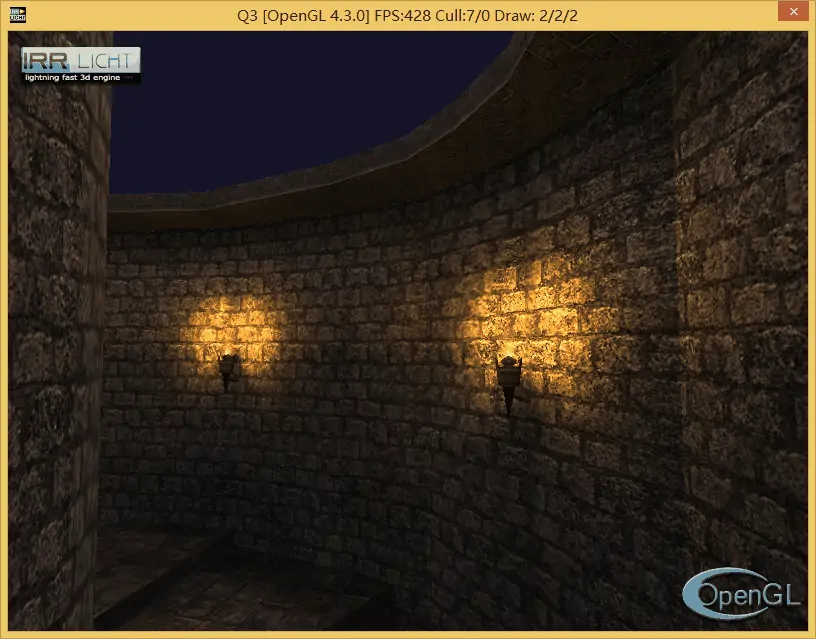 Q3 [OpenGL 4.3.0] FPS:428 Cull:7/0 Draw: 2/2/2
IRR LICHT
lightning fast 3d engine
OpenGL